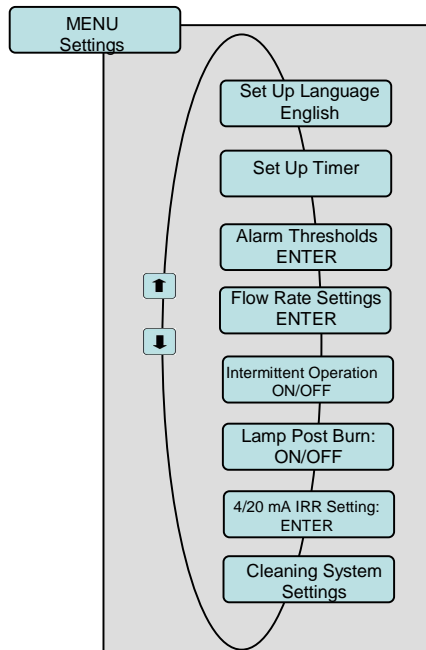 MENU
Settings
Set Up Language
English
Set Up Timer
Alarm Thresholds
ENTER
Flow Rate Settings
ENTER
Intermittent Operation
ON/OFF
Lamp Post Burn:
ON/OFF
4/20 mA IRR Setting:
ENTER
Cleaning System
Settings